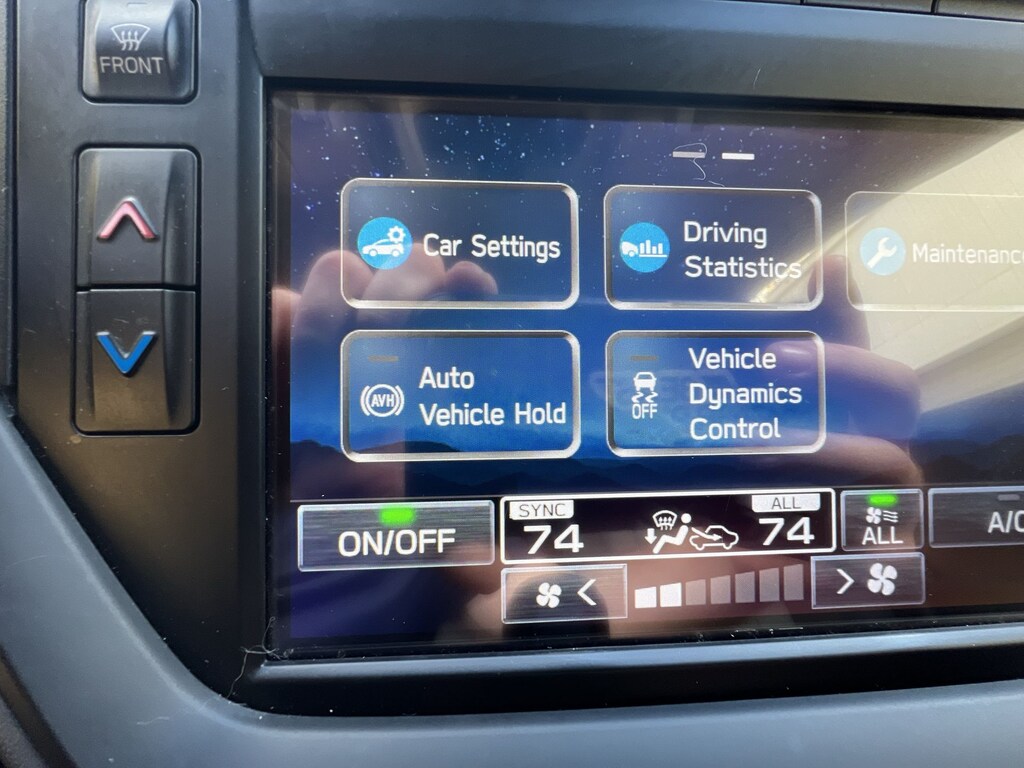 FRONT
Car Settings
Driving
Statistics
Maintenanc
Auto
Vehicle Hold
AVH
Vehicle
Dynamics
Control
OFF
ON/OFF
SYNC
74
ALL
74
ALL
A/C